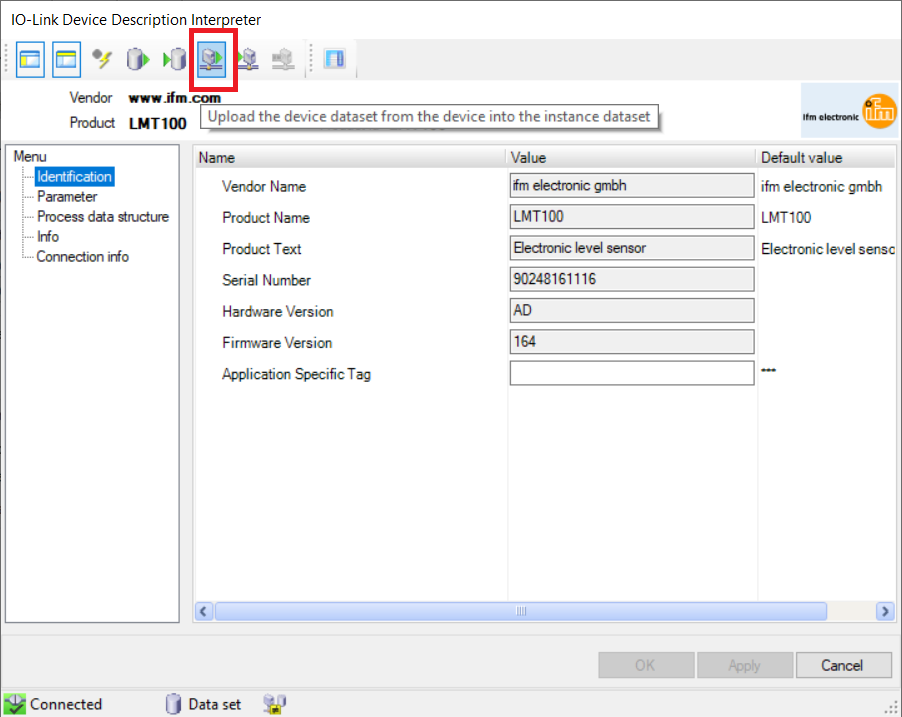 IO-Link Device Description Interpreter
Vendor www.ifm.com
Upload the device dataset from the device into the instance dataset
Product LMT100
ifm electronic ifm
Menu
Identification
Parameter
Process data structure
Info
Connection info
Name Value Default value
Vendor Name ifm electronic gmbh ifm electronic gmbh
Product Name LMT100 LMT100
Product Text Electronic level sensor Electronic level sensc
Serial Number 90248161116
Hardware Version AD
Firmware Version 164
Application Specific Tag ***
OK Apply Cancel
Connected Data set